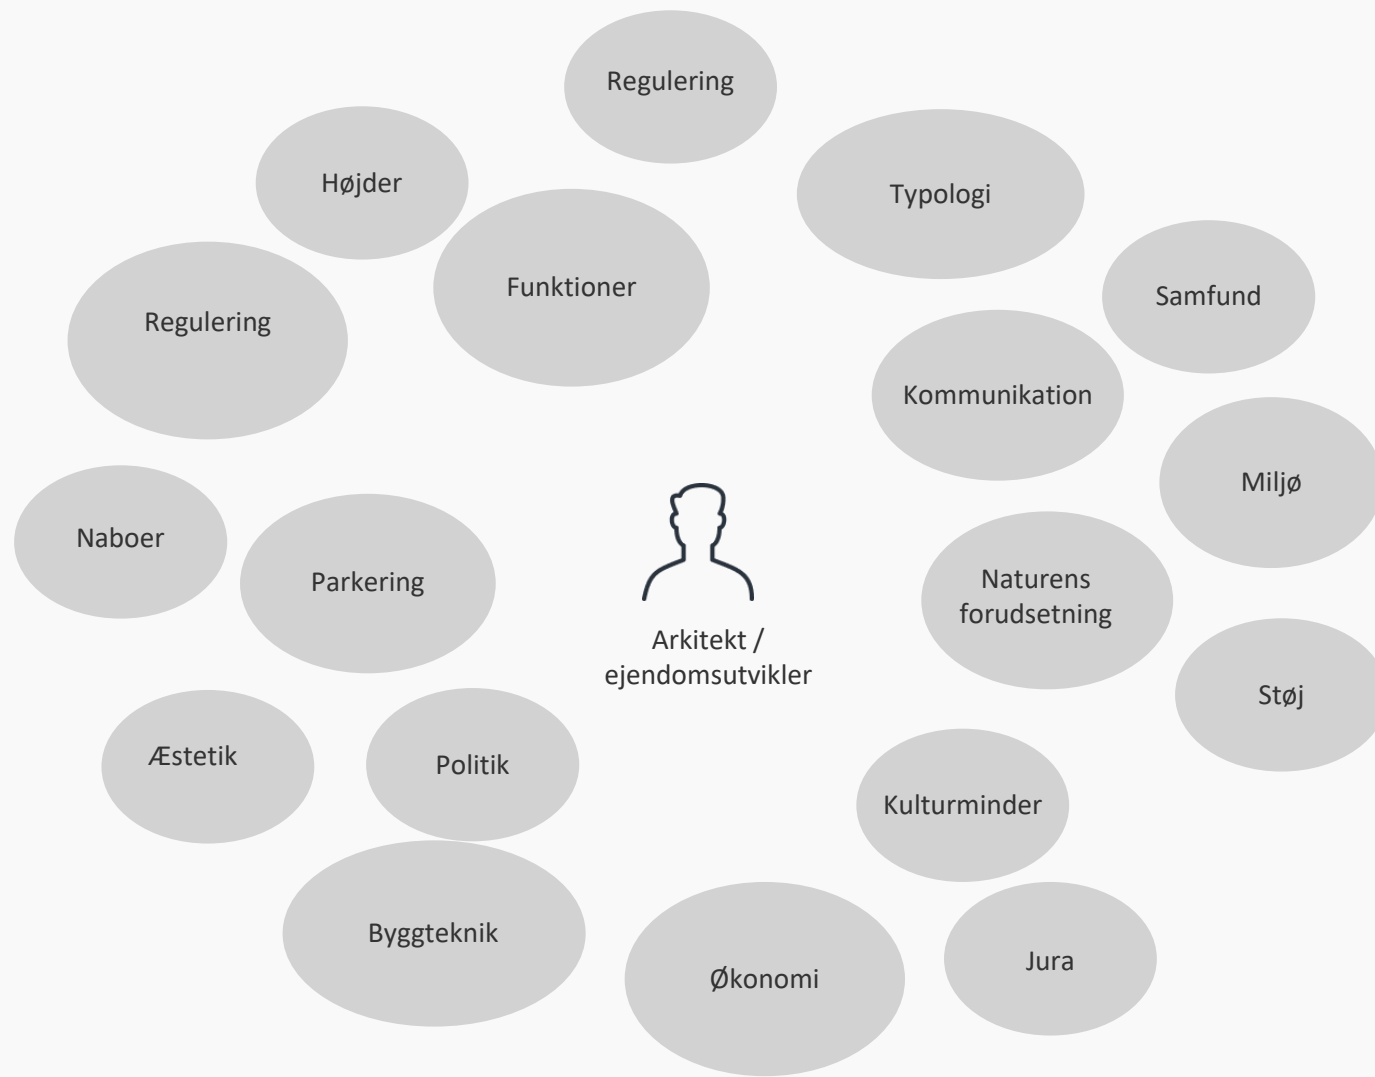 Regulering
Højder
Typologi
Funktioner
Samfund
Regulering
Kommunikation
Miljø
Naboer
Parkering
Naturens
forudsetning
Arkitekt /
ejendomsutvikler
Støj
Æstetik
Politik
Kulturminder
Byggteknik
Økonomi
Jura